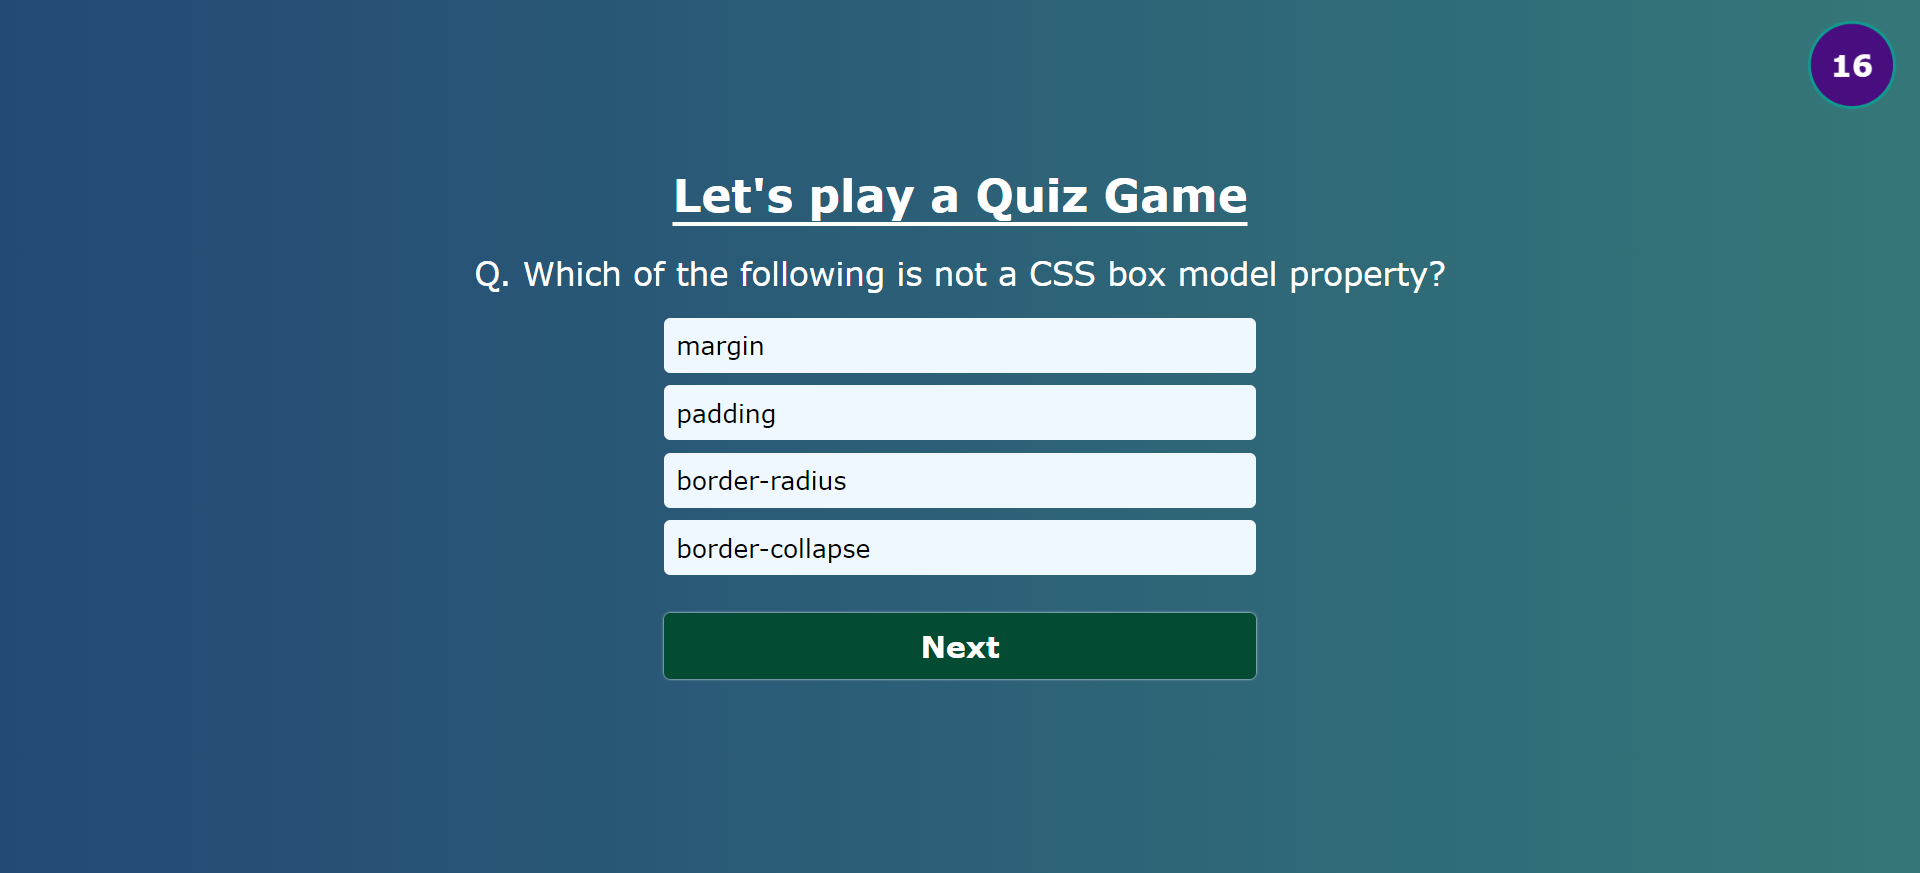 16
Let's play a Quiz Game
Q. Which of the following is not a CSS box model property?
margin
padding
border-radius
border-collapse
Next